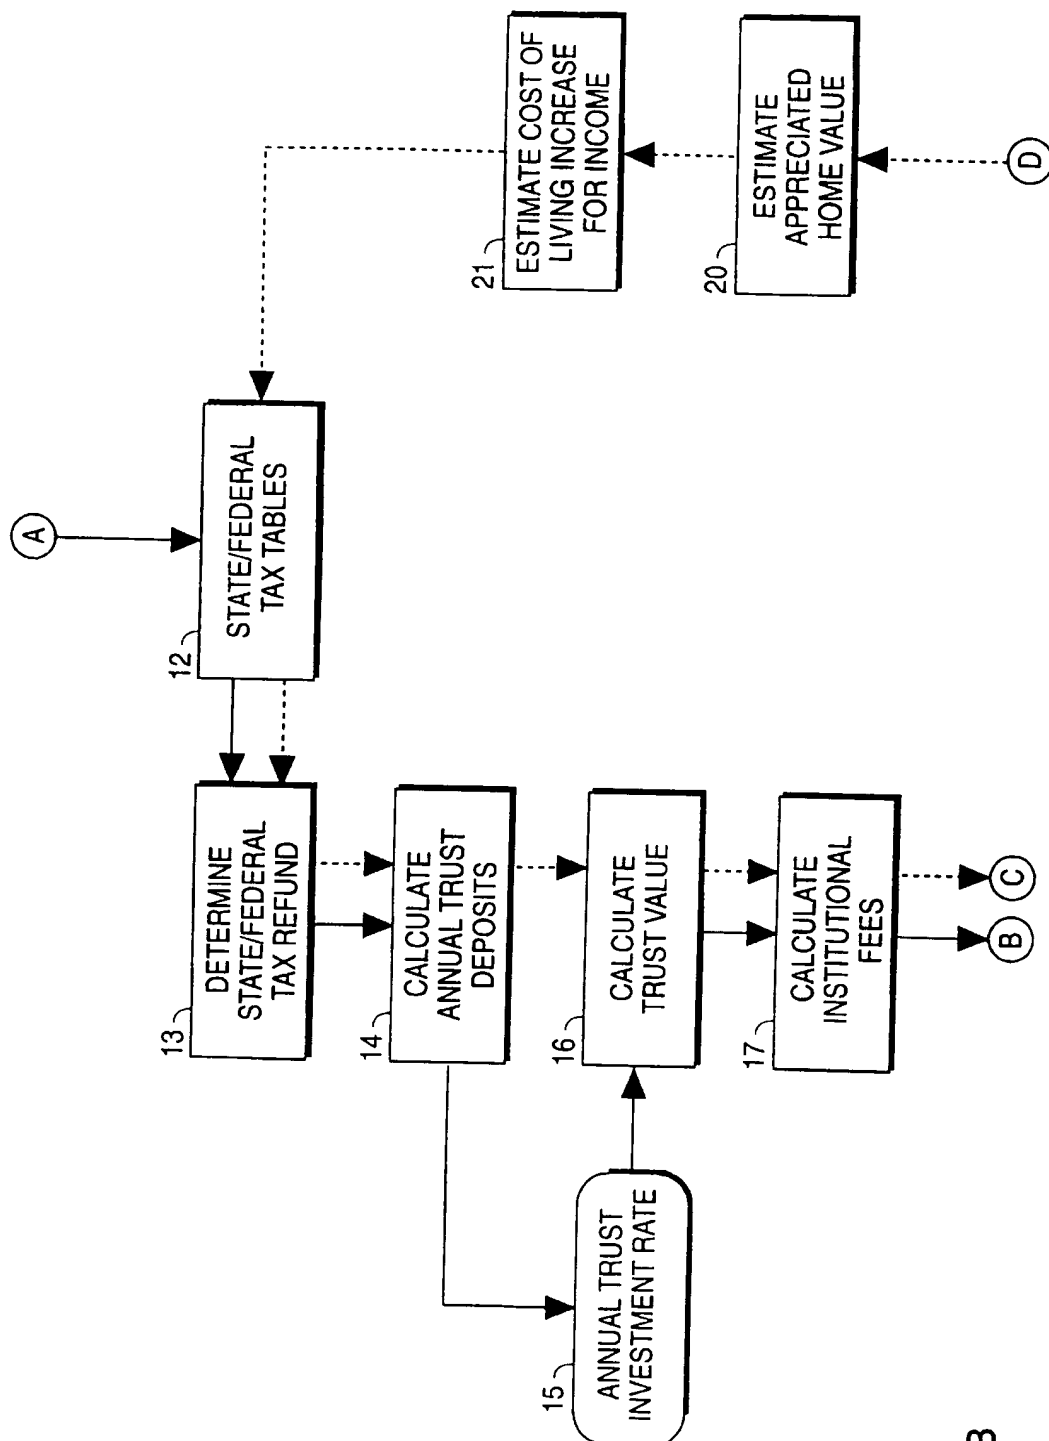 A
12
STATE/FEDERAL
TAX TABLES
13
DETERMINE
STATE/FEDERAL
TAX REFUND
14
CALCULATE
ANNUAL TRUST
DEPOSITS
15
ANNUAL TRUST
INVESTMENT RATE
16
CALCULATE
TRUST VALUE
17
CALCULATE
INSTITUTIONAL
FEES
B
C
21
ESTIMATE COST OF
LIVING INCREASE
FOR INCOME
20
ESTIMATE
APPRECIATED
HOME VALUE
D
B